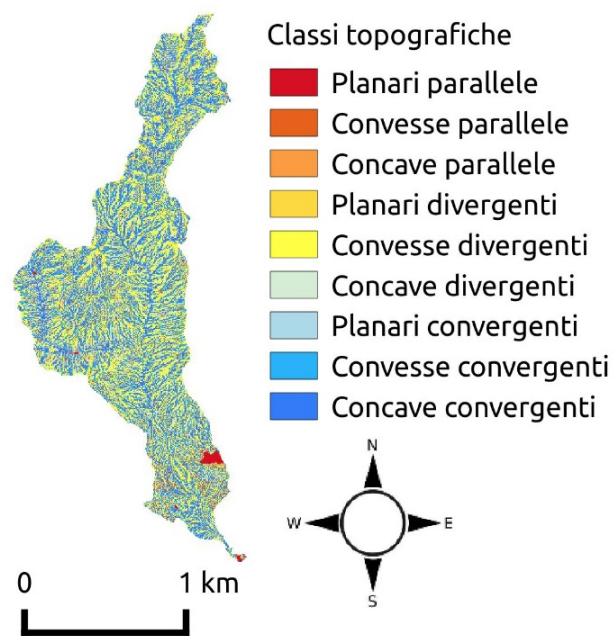 Classi topografiche
Planari parallele
Convesse parallele
Concave parallele
Planari divergenti
Convesse divergenti
Concave divergenti
Planari convergenti
Convesse convergenti
Concave convergenti
N
W E
S
0 1 km